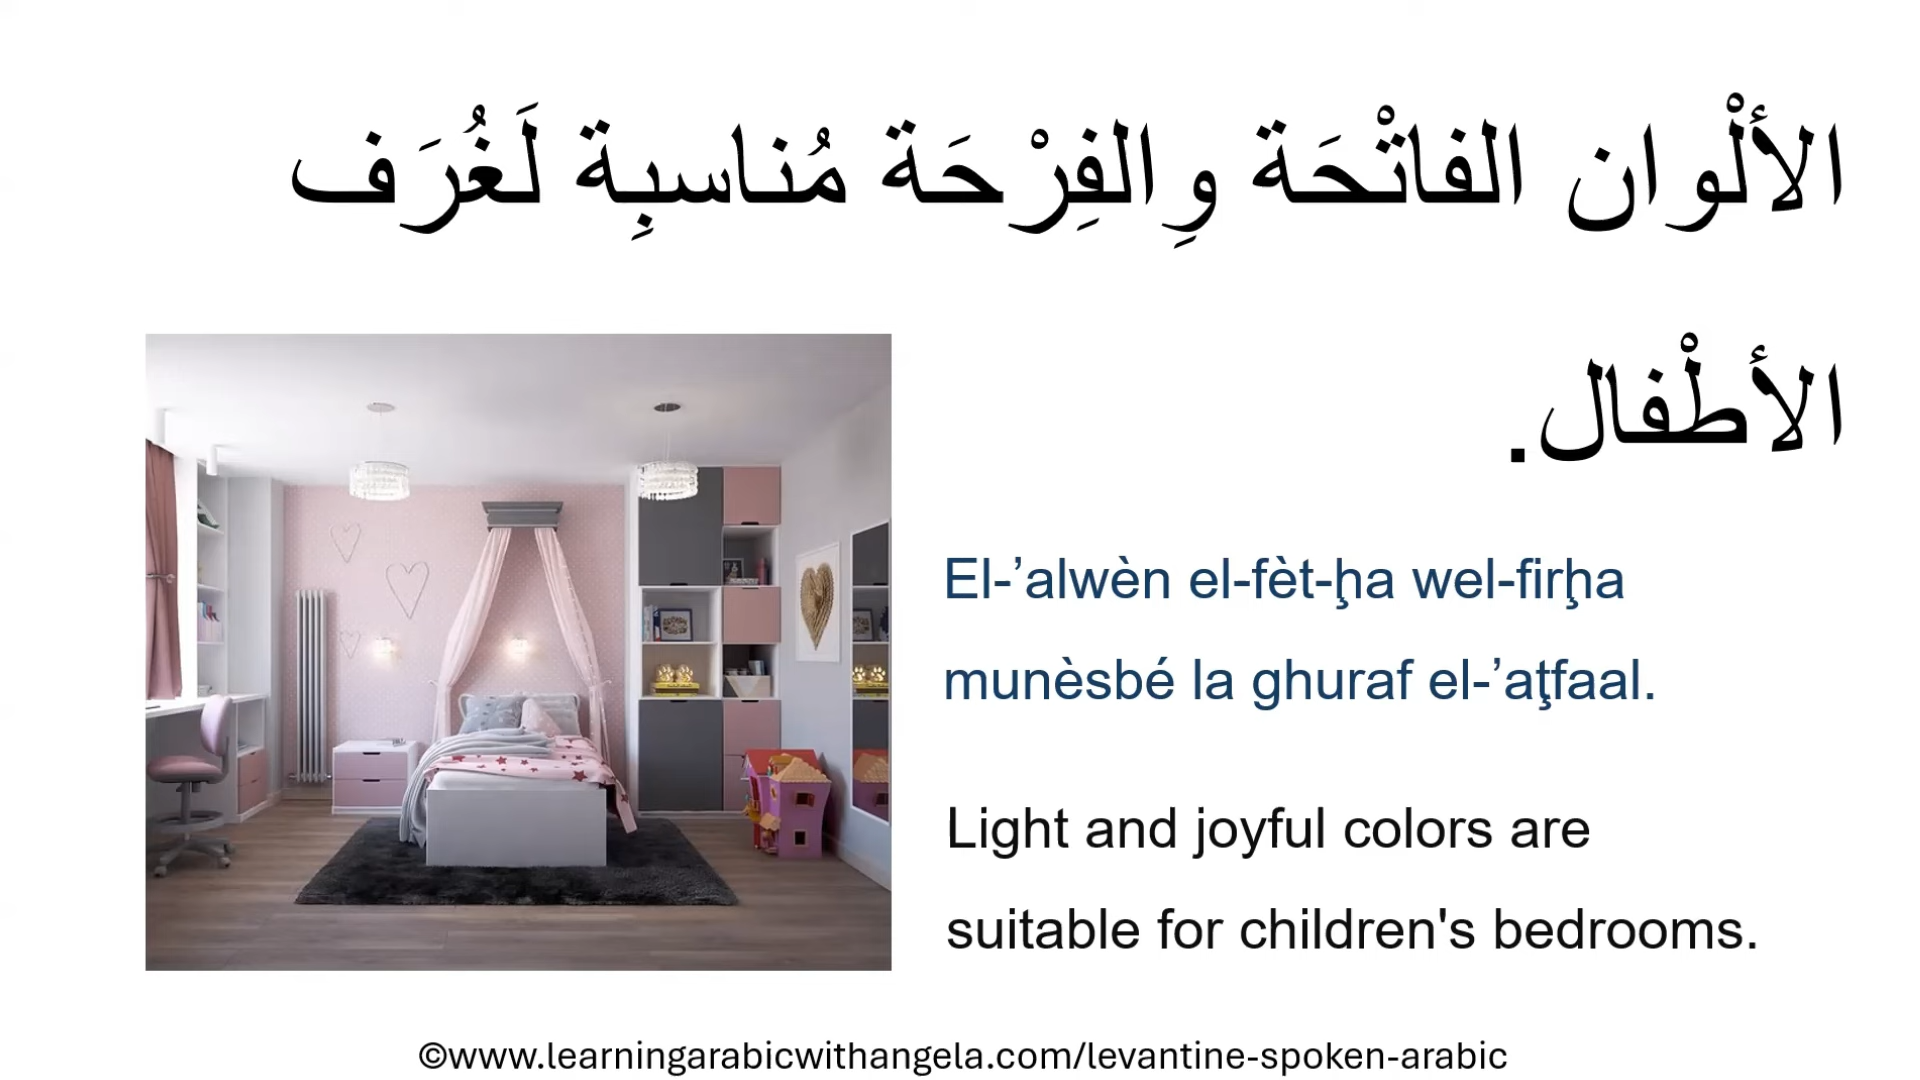 الألْوان الفاتْحَة وِالفِرْحَة مُناسبِة لَغُرَف
الأطْفال.
El-’alwèn el-fèt-ḩa wel-firḩa
munèsbé la ghuraf el-’aţfaal.
Light and joyful colors are
suitable for children's bedrooms.
©www.learningarabicwithangela.com/levantine-spoken-arabic